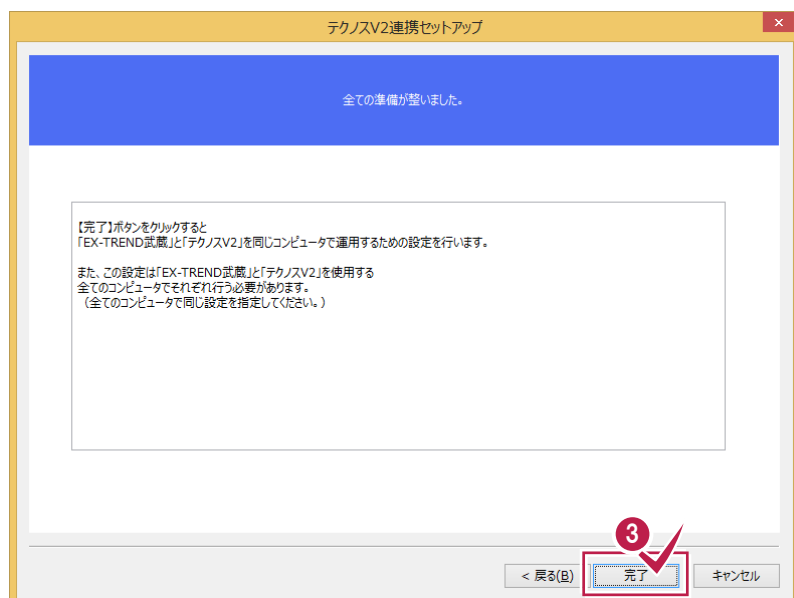 テクノスV2連携セットアップ
全ての準備が整いました。
【完了】ボタンをクリックすると
「EX-TREND武蔵」と「テクノスV2」を同じコンピュータで運用するための設定を行います。
また、この設定は「EX-TREND武蔵」と「テクノスV2」を使用する
全てのコンピュータでそれぞれ行う必要があります。
（全てのコンピュータで同じ設定を指定してください。）
3
< 戻る(B)
完了
キャンセル